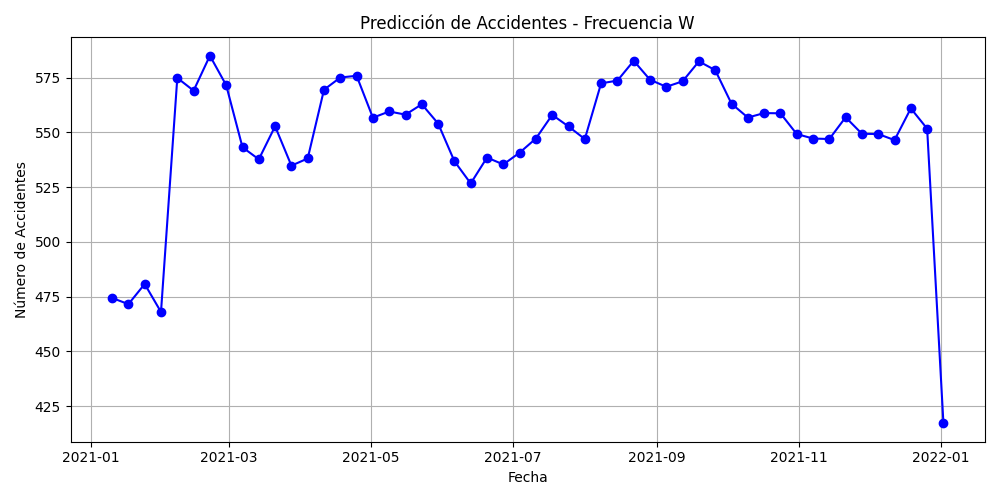 Predicción de Accidentes - Frecuencia W
Número de Accidentes
575
550
525
500
475
450
425
2021-01 2021-03 2021-05 2021-07 2021-09 2021-11 2022-01
Fecha